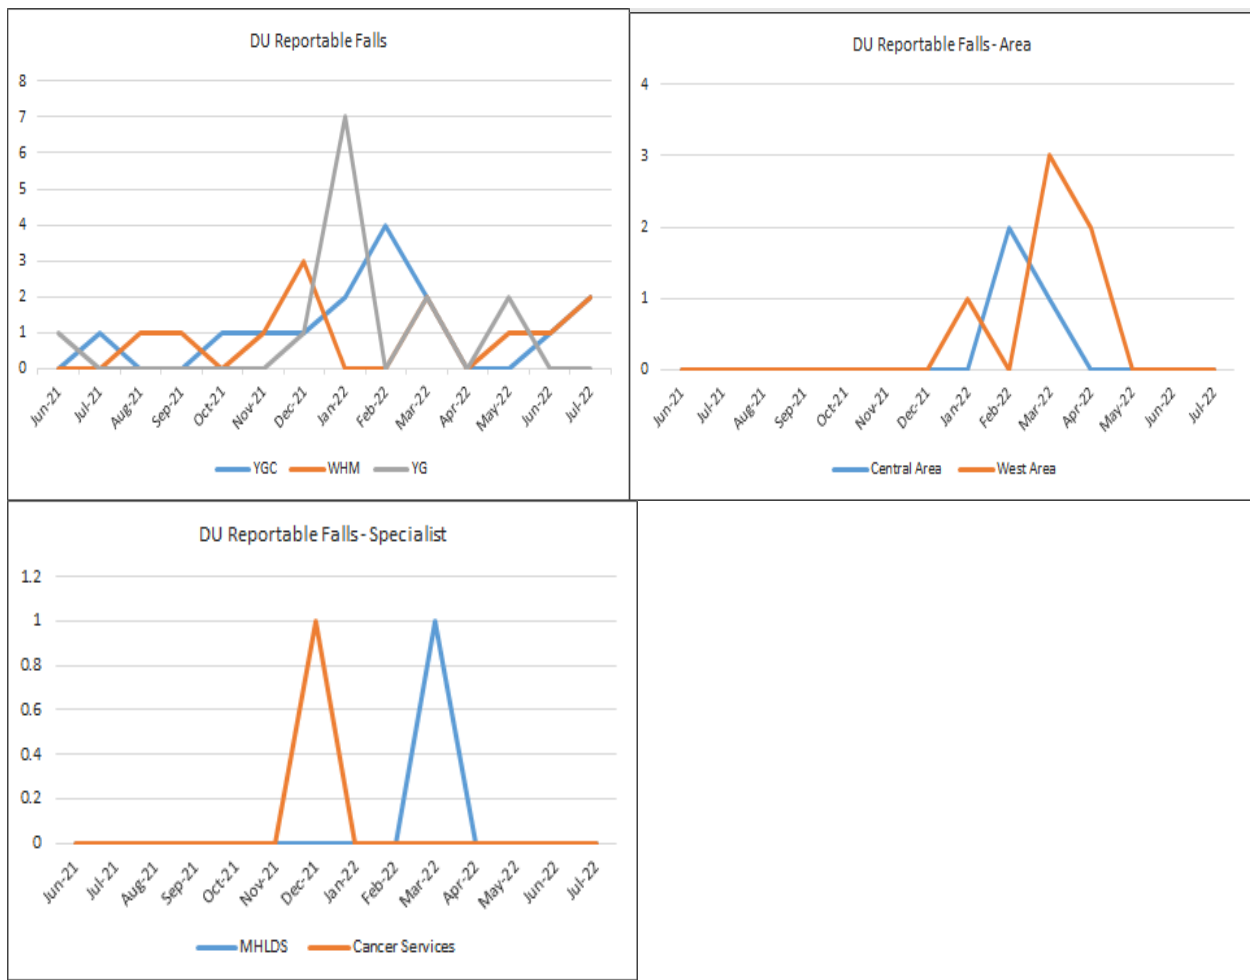 DU Reportable Falls
8
7
6
5
4
3
2
1
0
Jun-21 Jul-21 Aug-21 Sep-21 Oct-21 Nov-21 Dec-21 Jan-22 Feb-22 Mar-22 Apr-22 May-22 Jun-22 Jul-22
YGC WHM YG
DU Reportable Falls - Area
4
3
2
1
0
Jun-21 Jul-21 Aug-21 Sep-21 Oct-21 Nov-21 Dec-21 Jan-22 Feb-22 Mar-22 Apr-22 May-22 Jun-22 Jul-22
Central Area West Area
DU Reportable Falls - Specialist
1.2
1
0.8
0.6
0.4
0.2
0
Jun-21 Jul-21 Aug-21 Sep-21 Oct-21 Nov-21 Dec-21 Jan-22 Feb-22 Mar-22 Apr-22 May-22 Jun-22 Jul-22
MHLDS Cancer Services